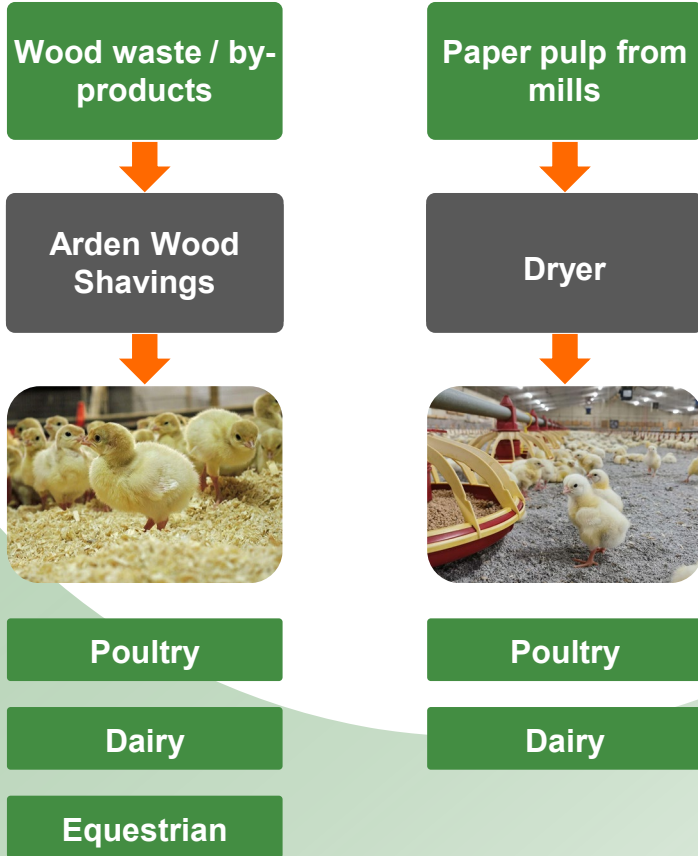 Wood waste / by-
products
Paper pulp from
mills
Arden Wood
Shavings
Dryer
Poultry
Poultry
Dairy
Dairy
Equestrian